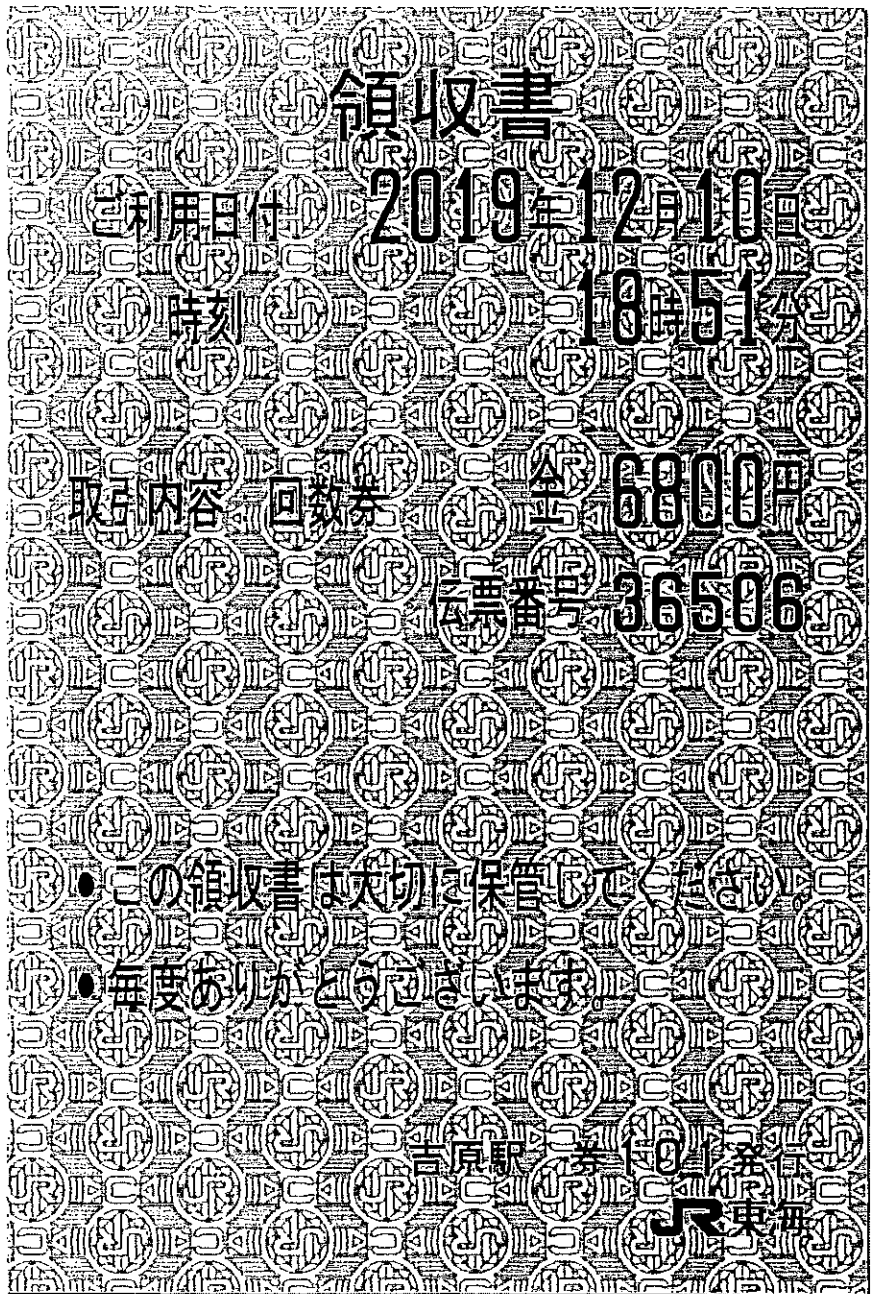 領収書
ご利用日付 2019年12月10日
時刻 18時51分
取引内容 回数券 金 6800円
伝票番号 36506
●この領収書は大切に保管してください。
●毎度ありがとうございます。
吉原駅 券101発行
JR東海